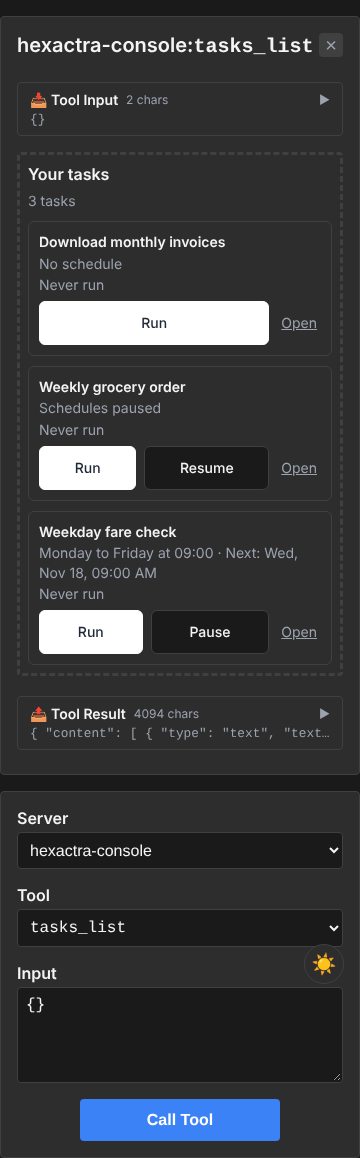 hexactra-console:tasks_list
Tool Input 2 chars
{}
Your tasks
3 tasks
Download monthly invoices
No schedule
Never run
Run Open
Weekly grocery order
Schedules paused
Never run
Run Resume Open
Weekday fare check
Monday to Friday at 09:00 · Next: Wed,
Nov 18, 09:00 AM
Never run
Run Pause Open
Tool Result 4094 chars
{ "content": [ { "type": "text", "text…
Server
hexactra-console
Tool
tasks_list
Input
{}
Call Tool